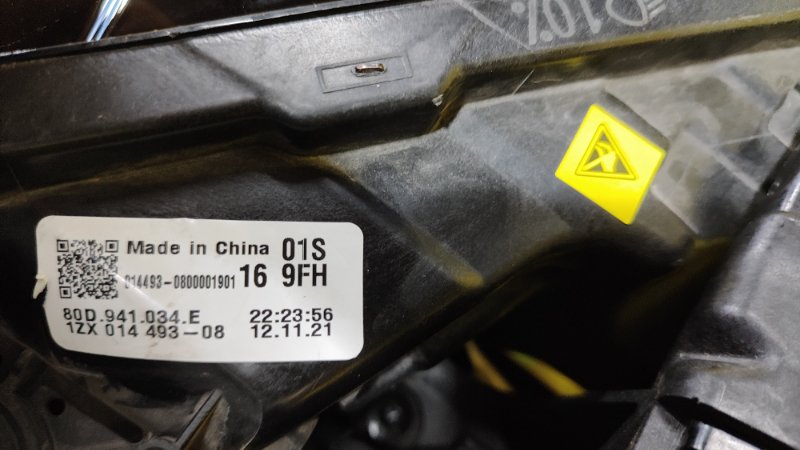 10%
Made in China 01S
014493-0800001901 16 9FH
80D.941.034.E 22:23:56
1ZX 014 493-08 12.11.21